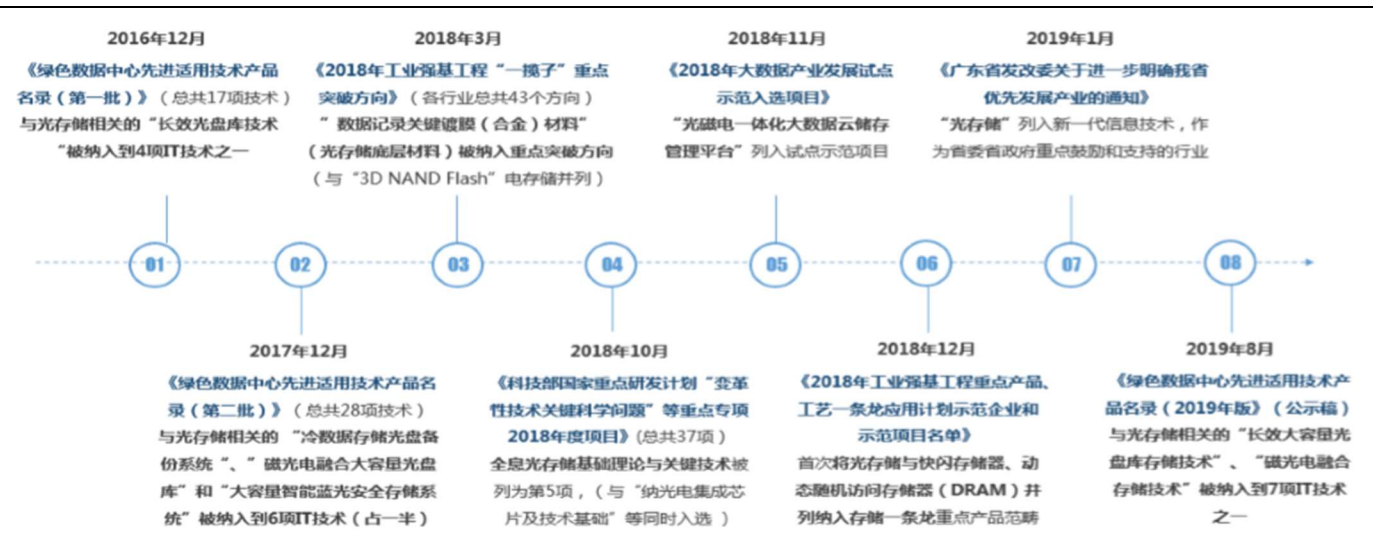 2016年12月
《绿色数据中心先进适用技术产品
名录（第一批）》（总共17项技术）
与光存储相关的“长效光盘库技术
“被纳入到4项IT技术之一
2018年3月
《2018年工业强基工程“一揽子”重点
突破方向》（各行业总共43个方向）
” 数据记录关键镀膜（合金）材料”
（光存储底层材料）被纳入重点突破方向
（与“3D NAND Flash”电存储并列）
2018年11月
《2018年大数据产业发展试点
示范入选项目》
“光磁电一体化大数据云储存
管理平台”列入试点示范项目
2019年1月
《广东省发改委关于进一步明确我省
优先发展产业的通知》
“光存储”列入新一代信息技术，作
为省委省政府重点鼓励和支持的行业
01
02
03
04
05
06
07
08
2017年12月
《绿色数据中心先进适用技术产品名
录（第二批）》（总共28项技术）
与光存储相关的 “冷数据存储光盘备
份系统“、”磁光电融合大容量光盘
库”和“大容量智能蓝光安全存储系
统”被纳入到6项IT技术（占一半）
2018年10月
《科技部国家重点研发计划“变革
性技术关键科学问题”等重点专项
2018年度项目》(总共37项）
全息光存储基础理论与关键技术被
列为第5项，（与“纳光电集成芯
片及技术基础”等同时入选 ）
2018年12月
《2018年工业强基工程重点产品、
工艺一条龙应用计划示范企业和
示范项目名单》
首次将光存储与快闪存储器、动
态随机访问存储器（DRAM）并
列纳入存储一条龙重点产品范畴
2019年8月
《绿色数据中心先进适用技术产
品名录（2019年版》（公示稿）
与光存储相关的“长效大容量光
盘库存储技术”、“磁光电融合
存储技术”被纳入到7项IT技术
之一